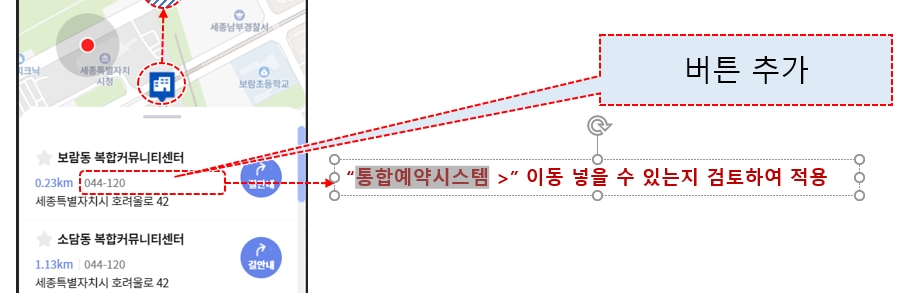 세종남부경찰서
피크닉
세종특별자치
시청
보람초등학교
버튼 추가
보람동 복합커뮤니티센터
0.23km 044-120
세종특별자치시 호려울로 42
“통합예약시스템 >” 이동 넣을 수 있는지 검토하여 적용
소담동 복합커뮤니티센터
1.13km 044-120
길안내
세종특별자치시 호려울로 42